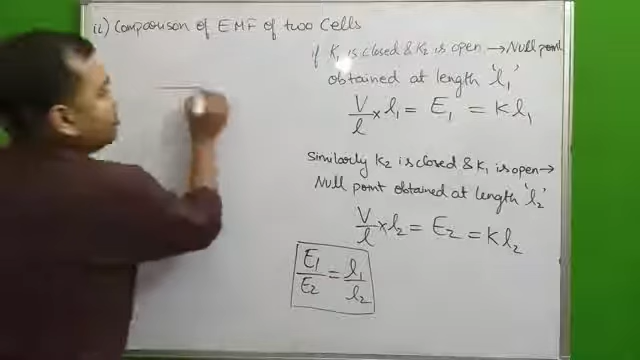 ii) Comparison of EMF of two Cells
if K₁ is closed & K₂ is open → Null point
obtained at length 'l₁'
V/l × l₁ = E₁ = K l₁
Similarly K₂ is closed & K₁ is open →
Null point obtained at length 'l₂'
V/l × l₂ = E₂ = K l₂
E₁/E₂ = l₁/l₂